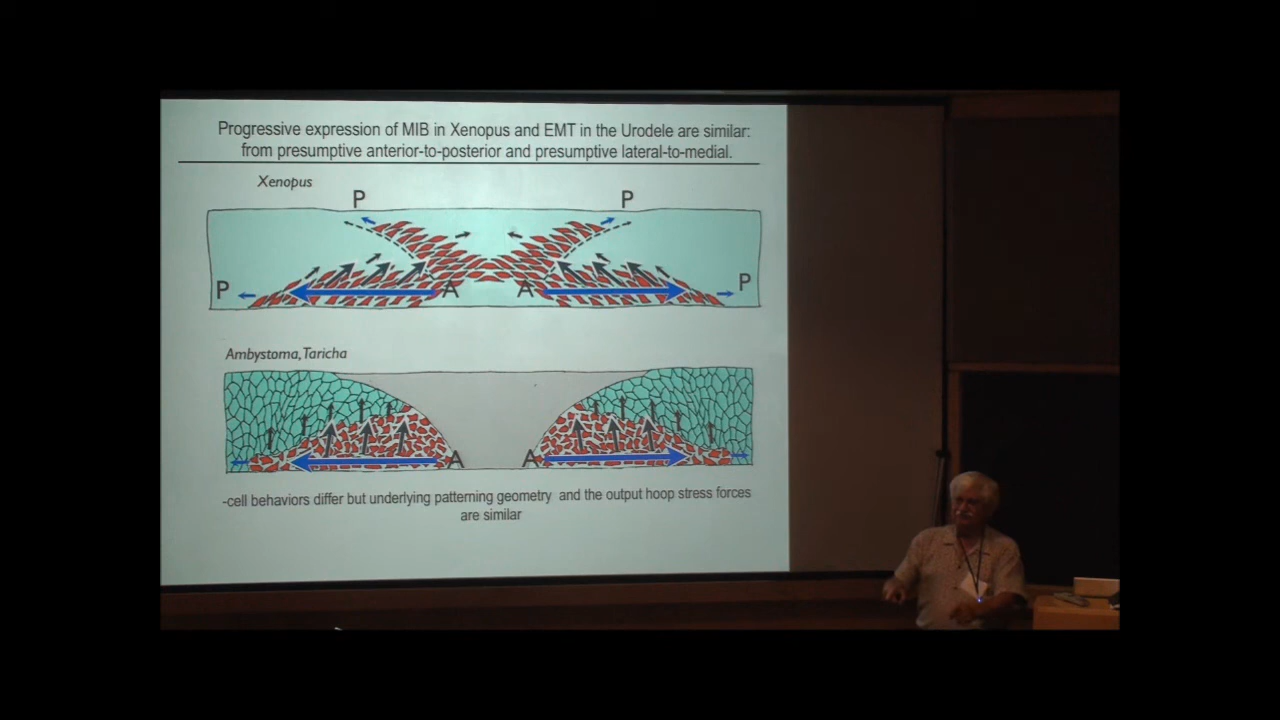 Progressive expression of MIB in Xenopus and EMT in the Urodele are similar:
from presumptive anterior-to-posterior and presumptive lateral-to-medial.
Xenopus
P P
P A A P
Ambystoma, Taricha
A A
-cell behaviors differ but underlying patterning geometry and the output hoop stress forces
are similar